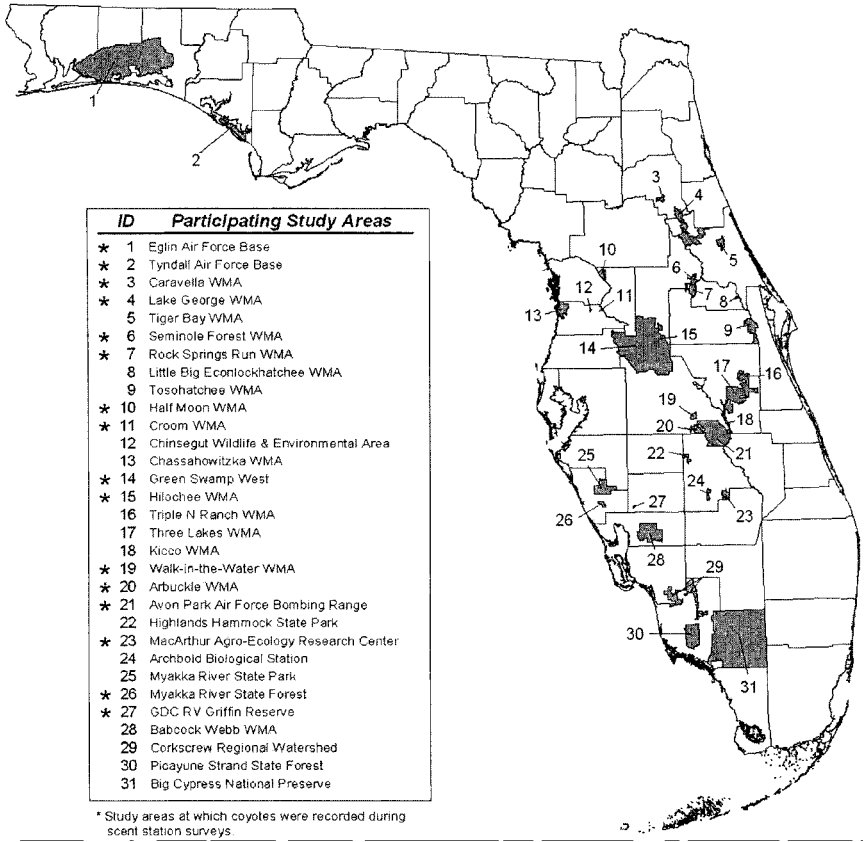 1
2
3
4
5
6
7
8
9
10
11
12
13
14
15
16
17
18
19
20
21
22
23
24
25
26
27
28
29
30
31
ID Participating Study Areas
* 1 Eglin Air Force Base
* 2 Tyndall Air Force Base
* 3 Caravella WMA
* 4 Lake George WMA
5 Tiger Bay WMA
* 6 Seminole Forest WMA
* 7 Rock Springs Run WMA
8 Little Big Econlockhatchee WMA
9 Tosohatchee WMA
* 10 Half Moon WMA
* 11 Croom WMA
12 Chinsegut Wildlife & Environmental Area
13 Chassahowitzka WMA
* 14 Green Swamp West
* 15 Hilochee WMA
16 Triple N Ranch WMA
17 Three Lakes WMA
18 Kicco WMA
* 19 Walk-in-the-Water WMA
* 20 Arbuckle WMA
* 21 Avon Park Air Force Bombing Range
22 Highlands Hammock State Park
* 23 MacArthur Agro-Ecology Research Center
24 Archbold Biological Station
25 Myakka River State Park
* 26 Myakka River State Forest
* 27 GDC RV Griffin Reserve
28 Babcock Webb WMA
29 Corkscrew Regional Watershed
30 Picayune Strand State Forest
31 Big Cypress National Preserve
* Study areas at which coyotes were recorded during
scent station surveys.